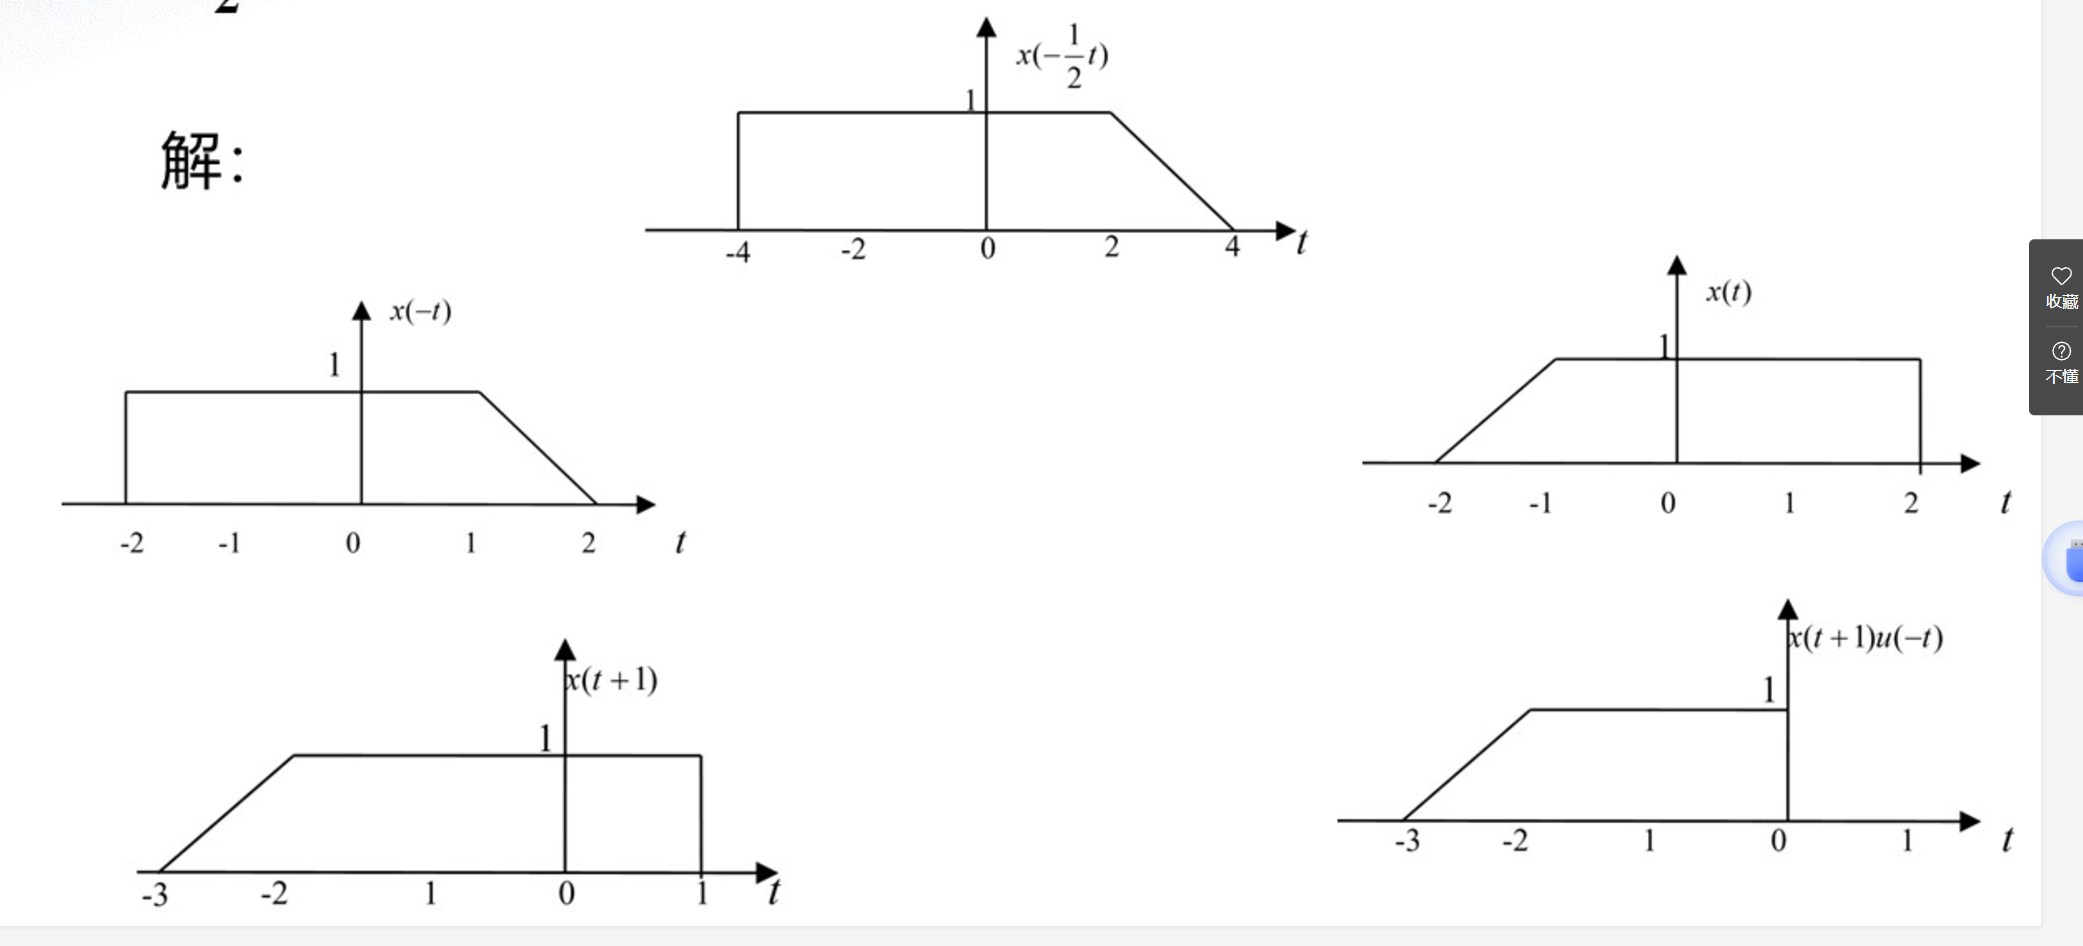 x(-1/2 t)
1
解：
-4 -2 0 2 4 t
x(t)
1
-2 -1 0 1 2 t
x(-t)
1
-2 -1 0 1 2 t
收藏
不懂
x(t+1)
1
-3 -2 1 0 1 t
x(t+1)u(-t)
1
-3 -2 1 0 1 t